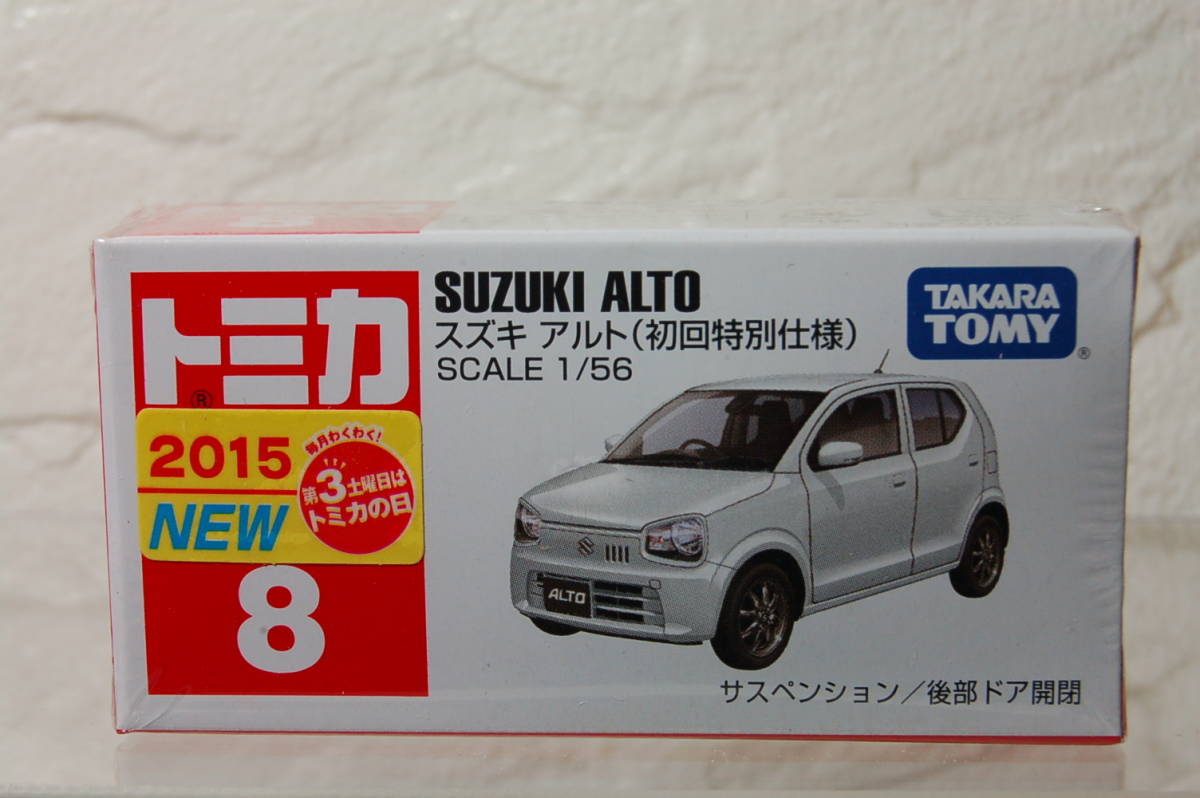 トミカ
®
2015
NEW
毎月わくわく!
第3土曜日は
トミカの日
8
SUZUKI ALTO
スズキ アルト(初回特別仕様)
SCALE 1/56
TAKARA
TOMY
®
ALTO
サスペンション/後部ドア開閉